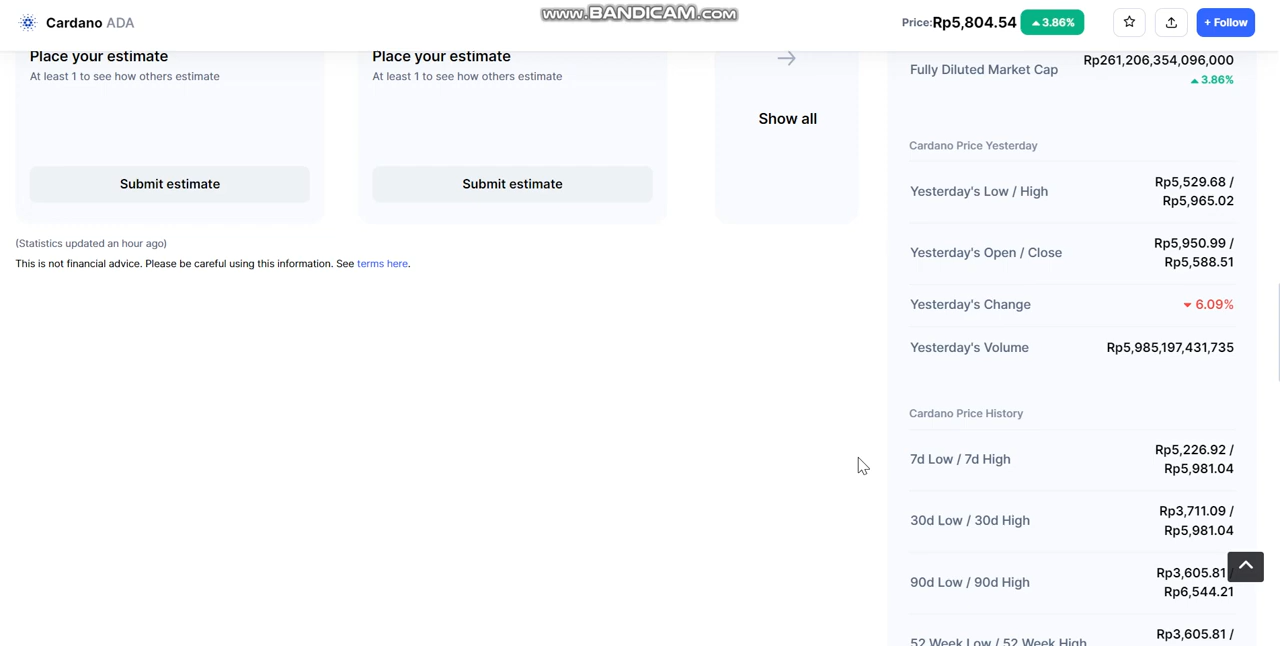 Cardano ADA
www.BANDICAM.com
Price:Rp5,804.54 3.86%
+ Follow
Place your estimate
At least 1 to see how others estimate
Submit estimate
Place your estimate
At least 1 to see how others estimate
Submit estimate
Show all
(Statistics updated an hour ago)
This is not financial advice. Please be careful using this information. See terms here.
Fully Diluted Market Cap
Rp261,206,354,096,000
3.86%
Cardano Price Yesterday
Yesterday's Low / High
Rp5,529.68 /
Rp5,965.02
Yesterday's Open / Close
Rp5,950.99 /
Rp5,588.51
Yesterday's Change
6.09%
Yesterday's Volume
Rp5,985,197,431,735
Cardano Price History
7d Low / 7d High
Rp5,226.92 /
Rp5,981.04
30d Low / 30d High
Rp3,711.09 /
Rp5,981.04
90d Low / 90d High
Rp3,605.81 /
Rp6,544.21
52 Week Low / 52 Week High
Rp3,605.81 /